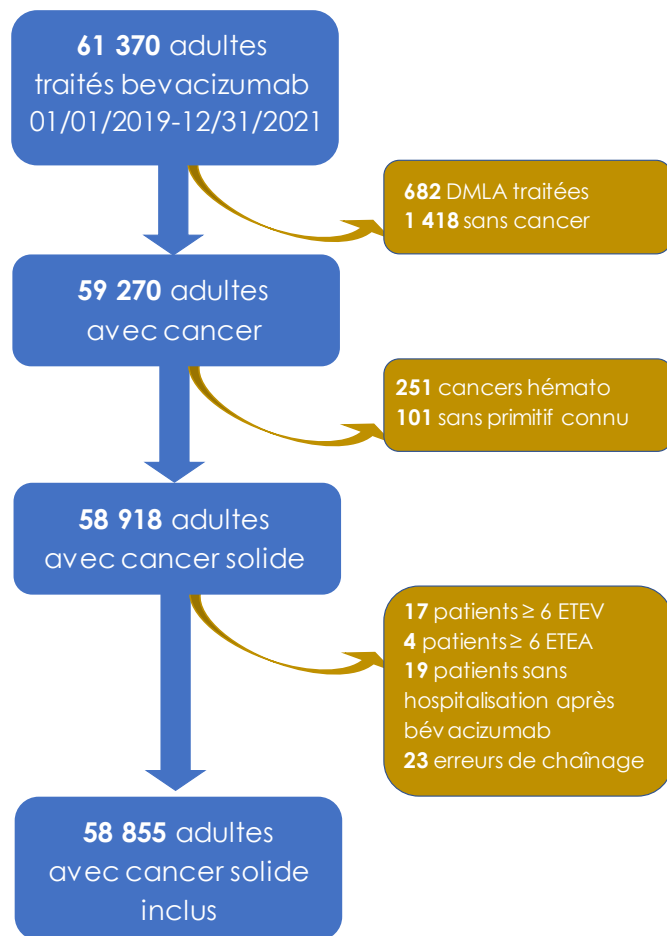 61 370 adultes
traités bevacizumab
01/01/2019-12/31/2021
682 DMLA traitées
1 418 sans cancer
59 270 adultes
avec cancer
251 cancers hémato
101 sans primitif connu
58 918 adultes
avec cancer solide
17 patients ≥ 6 ETEV
4 patients ≥ 6 ETEA
19 patients sans
hospitalisation après
bévacizumab
23 erreurs de chaînage
58 855 adultes
avec cancer solide
inclus